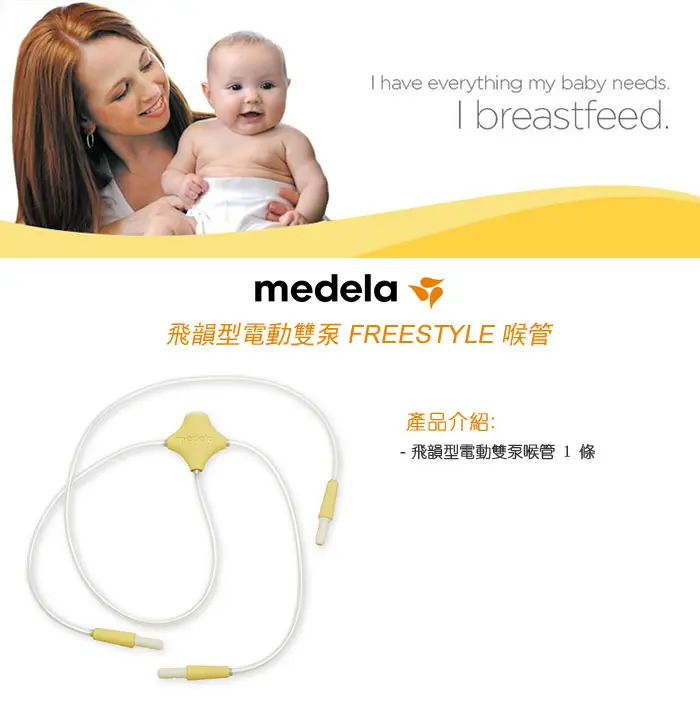 I have everything my baby needs.
I breastfeed.
medela
飛韻型電動雙泵 FREESTYLE 喉管
medela
產品介紹:
- 飛韻型電動雙泵喉管 1 條